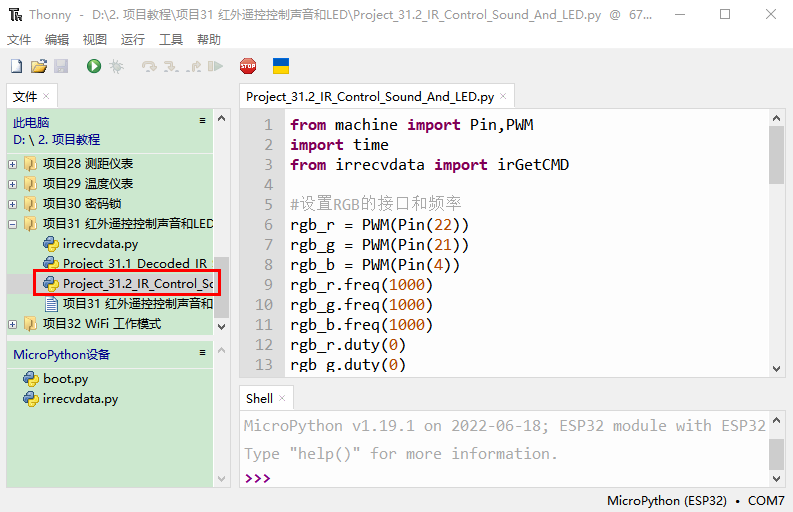 Thonny - D:\2. 项目教程\项目31 红外遥控控制声音和LED\Project_31.2_IR_Control_Sound_And_LED.py @ 67...
文件 编辑 视图 运行 工具 帮助
STOP
文件
此电脑
D: \ 2. 项目教程
项目28 测距仪表
项目29 温度仪表
项目30 密码锁
项目31 红外遥控控制声音和LED
irrecvdata.py
Project_31.1_Decoded_IR_
Project_31.2_IR_Control_So
项目31 红外遥控控制声音和
项目32 WiFi 工作模式
MicroPython设备
boot.py
irrecvdata.py
Project_31.2_IR_Control_Sound_And_LED.py
1 from machine import Pin,PWM
2 import time
3 from irrecvdata import irGetCMD
4
5 #设置RGB的接口和频率
6 rgb_r = PWM(Pin(22))
7 rgb_g = PWM(Pin(21))
8 rgb_b = PWM(Pin(4))
9 rgb_r.freq(1000)
10 rgb_g.freq(1000)
11 rgb_b.freq(1000)
12 rgb_r.duty(0)
13 rgb_g.duty(0)
Shell
MicroPython v1.19.1 on 2022-06-18; ESP32 module with ESP32
Type "help()" for more information.
>>>
MicroPython (ESP32) • COM7